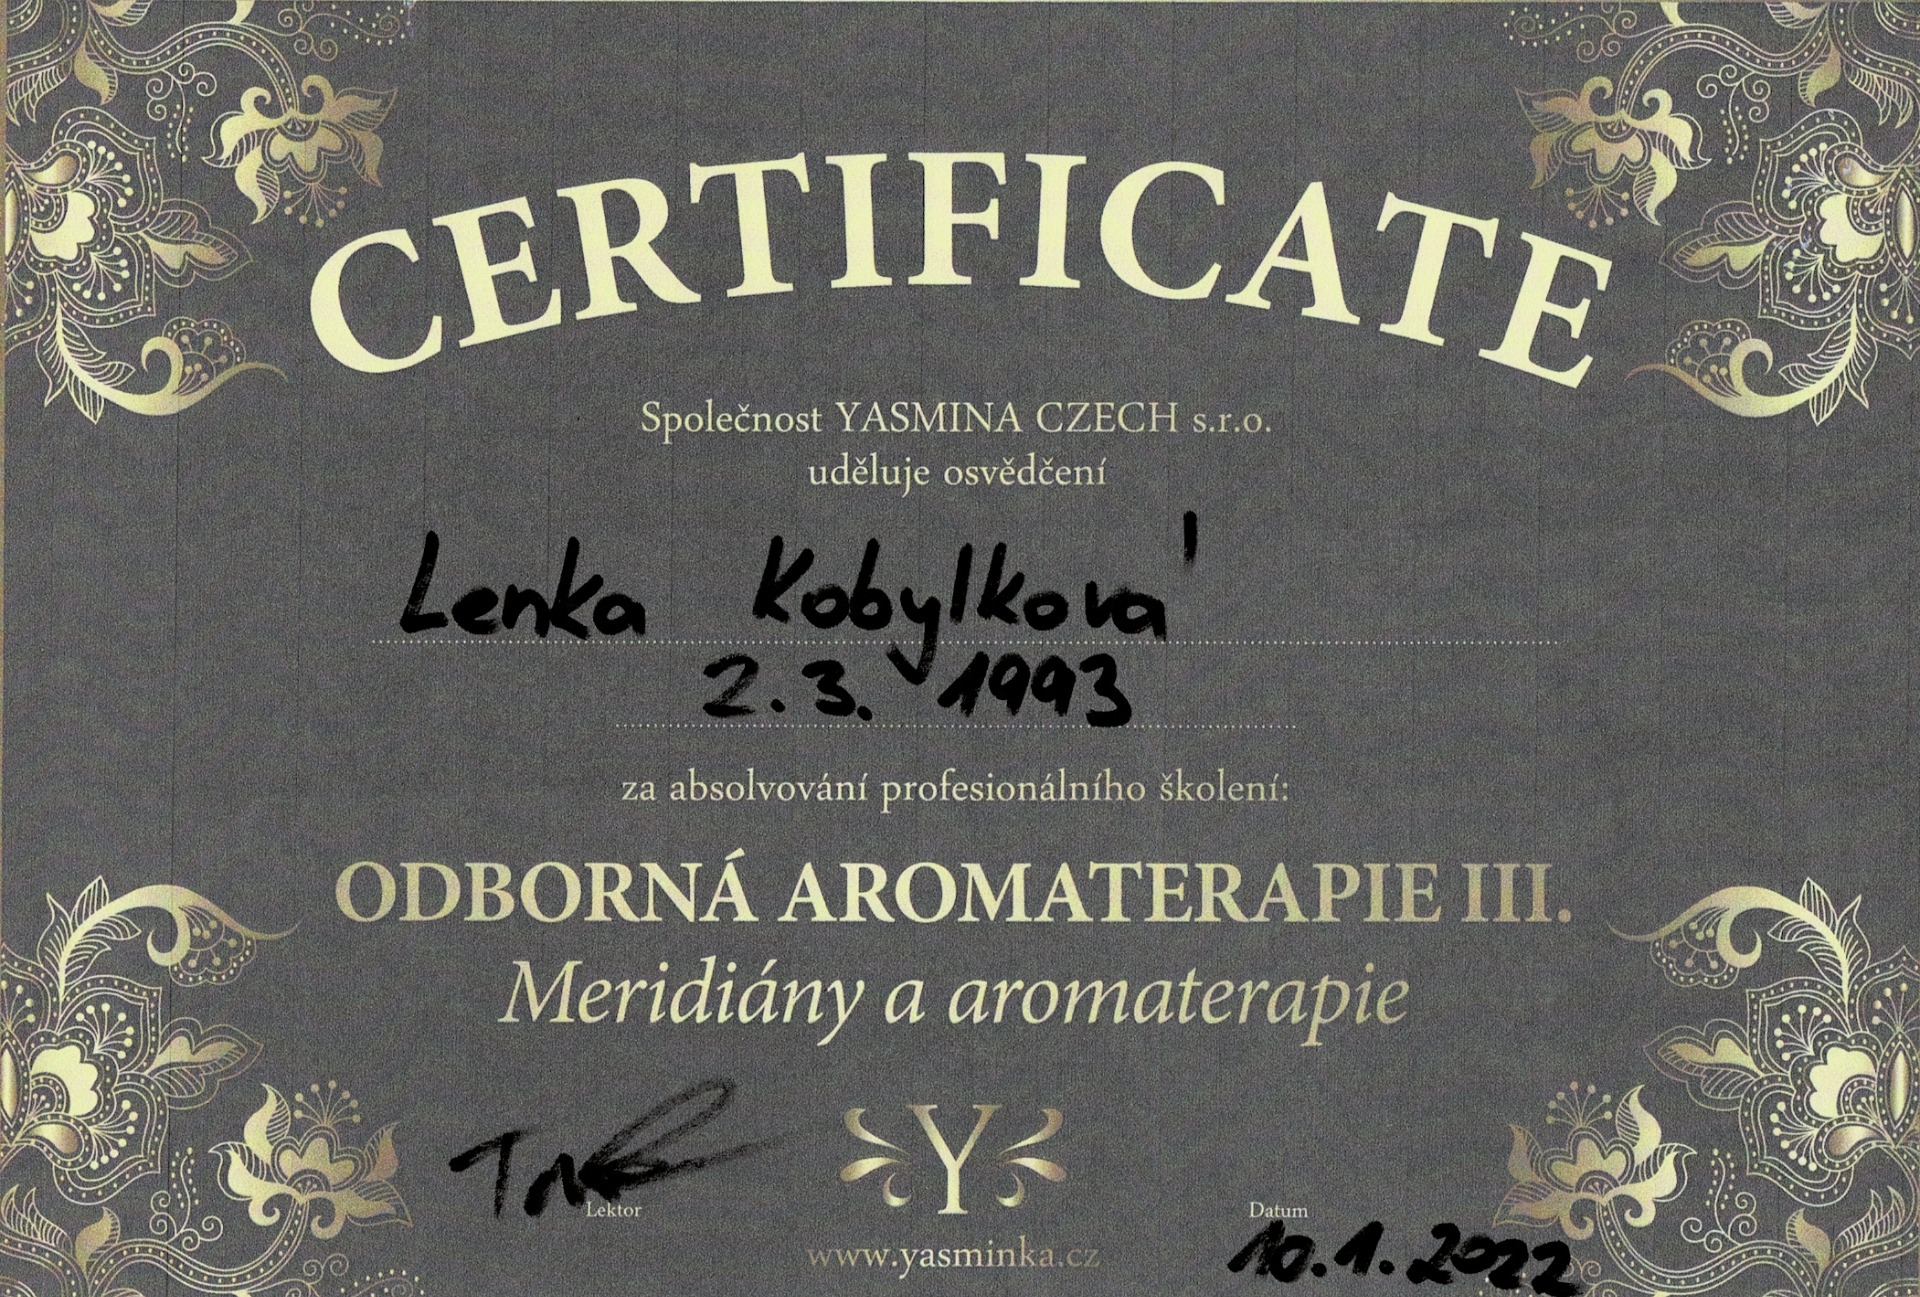 CERTIFICATE
Společnost YASMINA CZECH s.r.o.
uděluje osvědčení
Lenka Kobylková
2.3. 1993
za absolvování profesionálního školení:
ODBORNÁ AROMATERAPIE III.
Meridiány a aromaterapie
Y
Lektor
Datum
www.yasminka.cz
10.1.2022